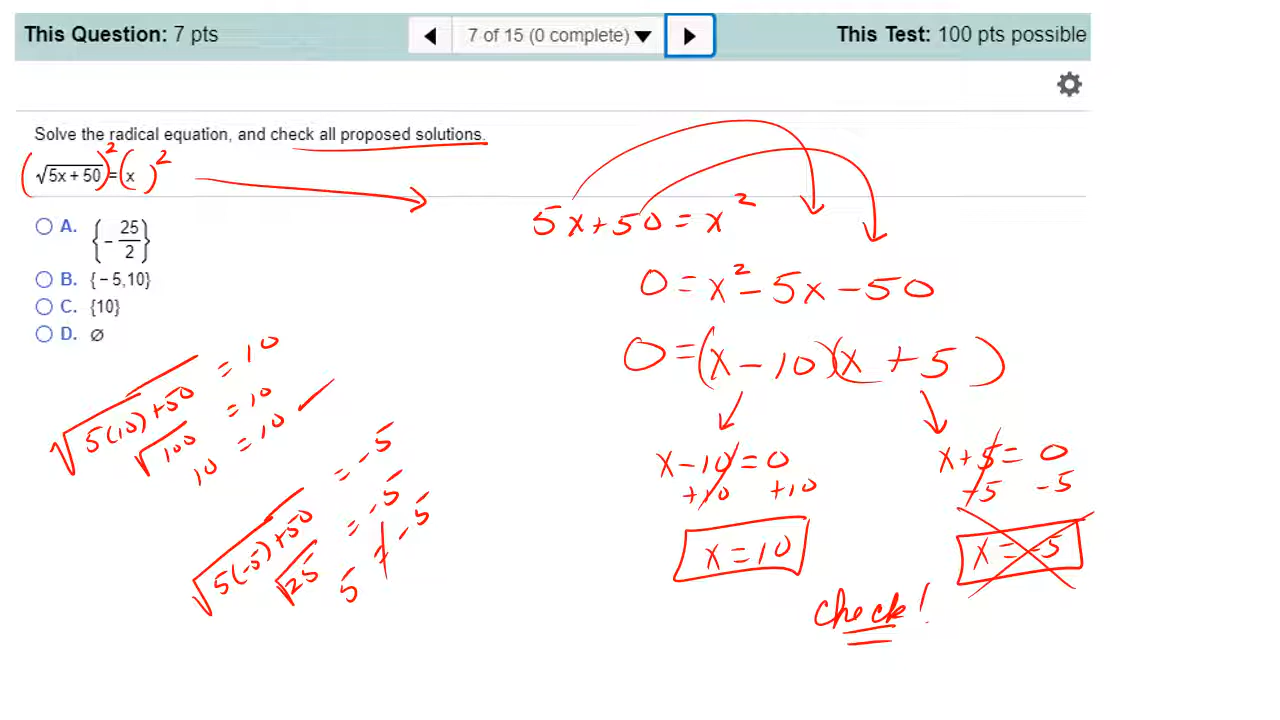 This Question: 7 pts
7 of 15 (0 complete)
This Test: 100 pts possible
Solve the radical equation, and check all proposed solutions.
(√5x + 50)² = (x)²
A. {-25/2}
B. {-5,10}
C. {10}
D. ∅
5x+50=x²
0=x²-5x-50
0=(x-10)(x+5)
x-10=0
+10 +10
x=10
x+5=0
-5 -5
x=-5
check!
√5(10)+50 =10
√100 =10
10 =10 ✓
√5(-5)+50 =-5
√25 =-5
5 ≠ -5